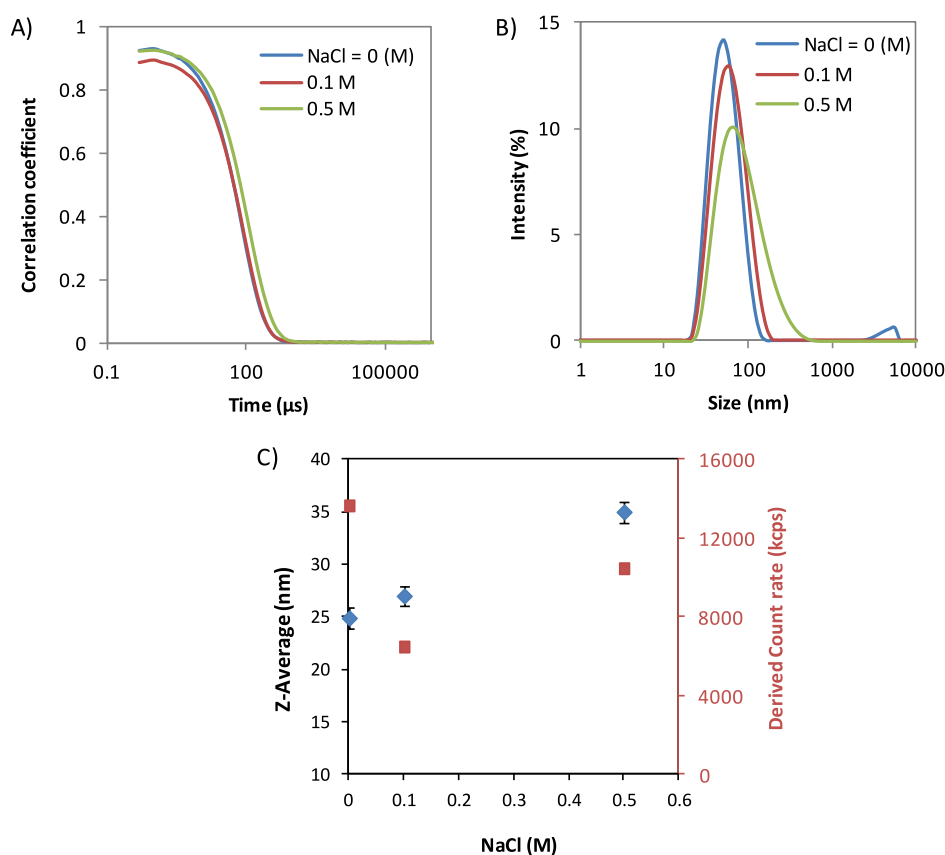 A)
1
0.8
0.6
0.4
0.2
0
0.1
100
100000
Correlation coefficient
Time (µs)
NaCl = 0 (M)
0.1 M
0.5 M
B)
15
10
5
0
1
10
100
1000
10000
Intensity (%)
Size (nm)
NaCl = 0 (M)
0.1 M
0.5 M
C)
40
35
30
25
20
15
10
Z-Average (nm)
0
0.1
0.2
0.3
0.4
0.5
0.6
NaCl (M)
16000
12000
8000
4000
0
Derived Count rate (kcps)